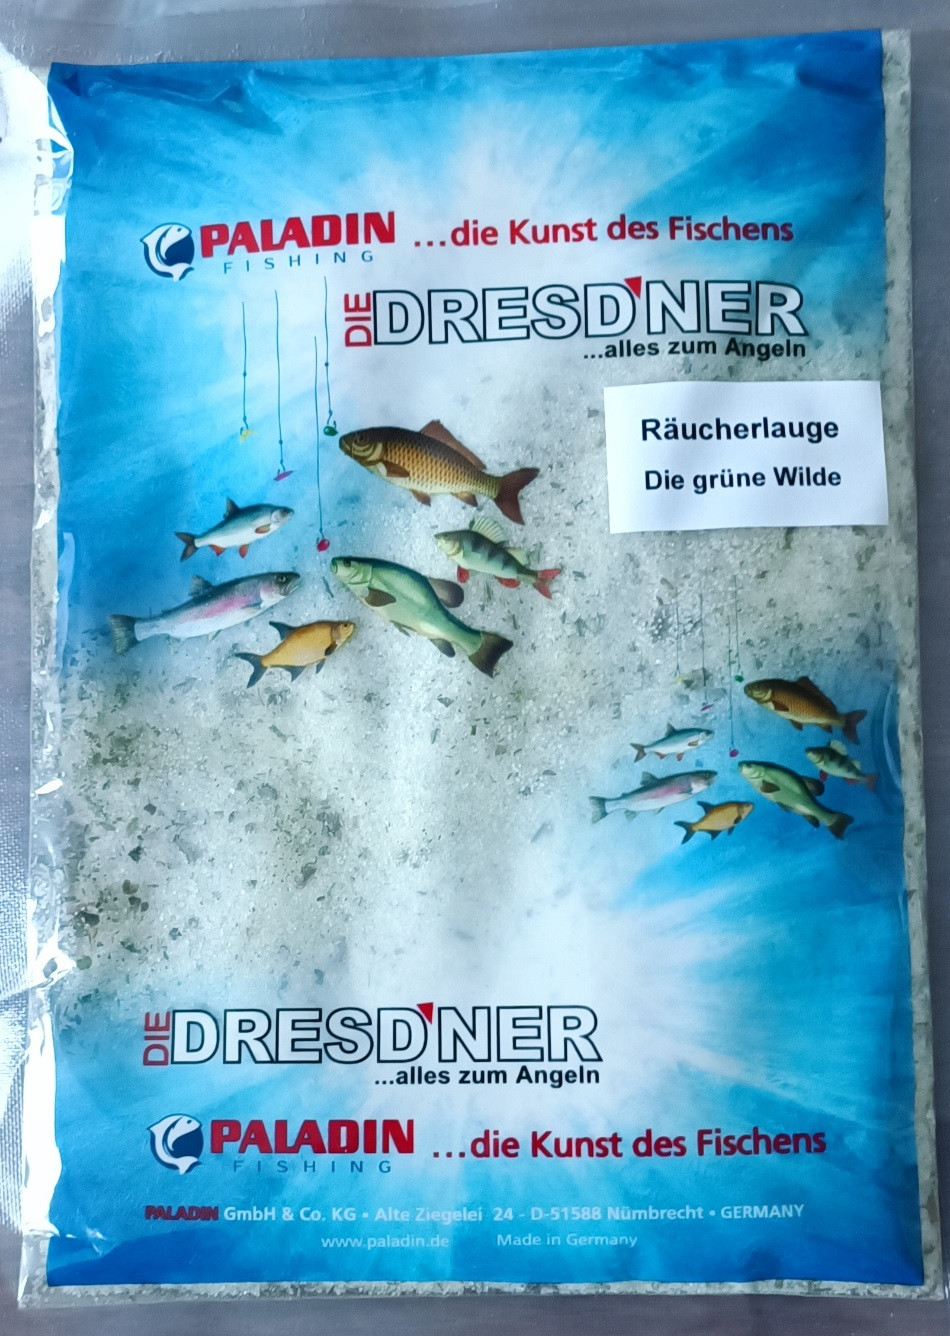 PALADIN ...die Kunst des Fischens
FISHING
DIE DRESD'NER
...alles zum Angeln
Räucherlauge
Die grüne Wilde
DIE DRESD'NER
...alles zum Angeln
PALADIN ...die Kunst des Fischens
FISHING
PALADIN GmbH & Co. KG • Alte Ziegelei 24 - D-51588 Nümbrecht • GERMANY
www.paladin.de Made in Germany